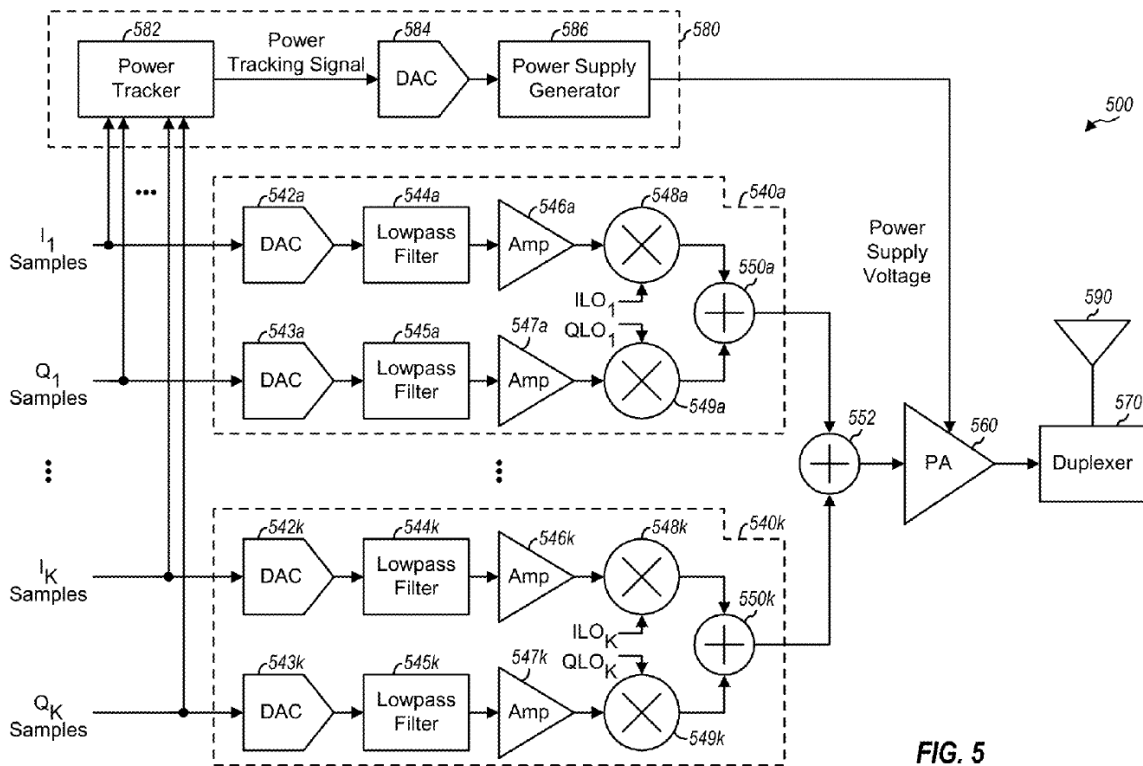 582
Power
Tracker
Power
Tracking Signal
584
DAC
586
Power Supply
Generator
580
500
...
I1
Samples
542a
DAC
544a
Lowpass
Filter
546a
Amp
548a
540a
ILO1
550a
Power
Supply
Voltage
Q1
Samples
543a
DAC
545a
Lowpass
Filter
547a
Amp
QLO1
549a
552
560
PA
590
570
Duplexer
...
...
IK
Samples
542k
DAC
544k
Lowpass
Filter
546k
Amp
548k
540k
ILOK
550k
QK
Samples
543k
DAC
545k
Lowpass
Filter
547k
Amp
QLOK
549k
FIG. 5